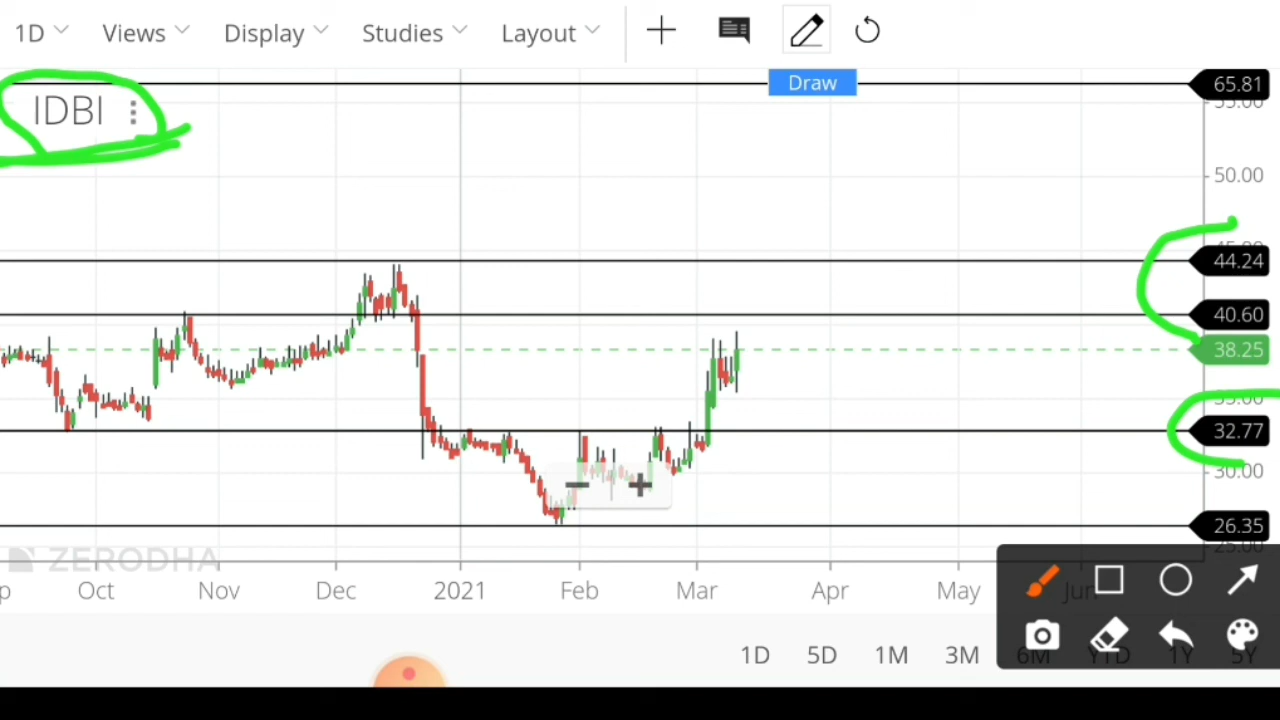 1D Views Display Studies Layout
Draw
65.81
55.00
IDBI
50.00
45.00
44.24
40.60
38.25
35.00
32.77
30.00
26.35
25.00
ZERODHA
p Oct Nov Dec 2021 Feb Mar Apr May Jun
1D 5D 1M 3M 6M YTD 1Y 5Y